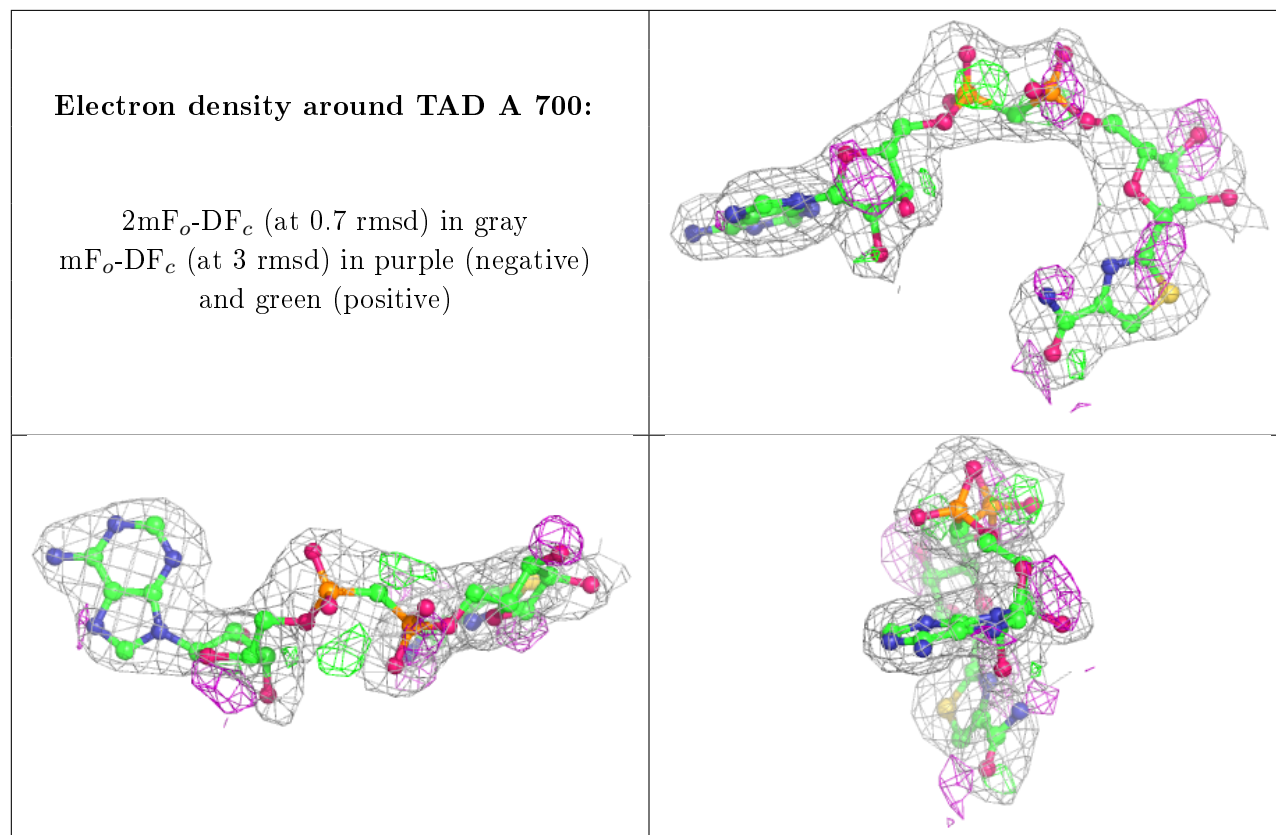 Electron density around TAD A 700:
2mFo-DFc (at 0.7 rmsd) in gray
mFo-DFc (at 3 rmsd) in purple (negative)
and green (positive)